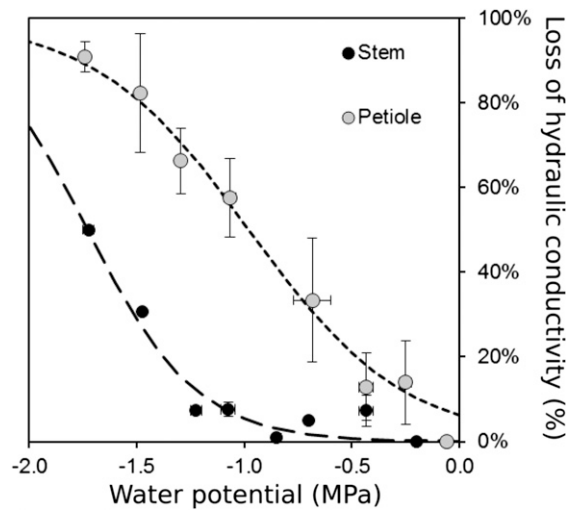 100%
Stem
80%
Petiole
60%
40%
20%
0%
-2.0 -1.5 -1.0 -0.5 0.0
Water potential (MPa)
Loss of hydraulic conductivity (%)